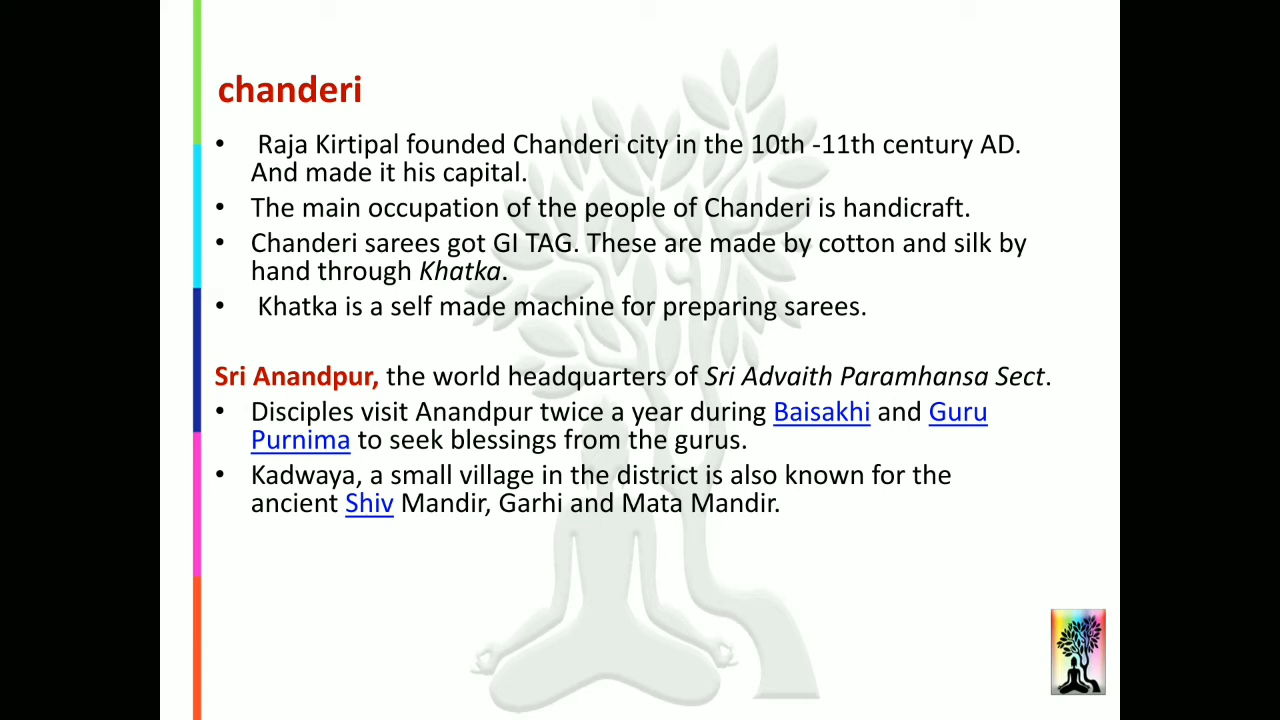 chanderi
• Raja Kirtipal founded Chanderi city in the 10th -11th century AD.
And made it his capital.
• The main occupation of the people of Chanderi is handicraft.
• Chanderi sarees got GI TAG. These are made by cotton and silk by
hand through Khatka.
• Khatka is a self made machine for preparing sarees.
Sri Anandpur, the world headquarters of Sri Advaith Paramhansa Sect.
• Disciples visit Anandpur twice a year during Baisakhi and Guru
Purnima to seek blessings from the gurus.
• Kadwaya, a small village in the district is also known for the
ancient Shiv Mandir, Garhi and Mata Mandir.